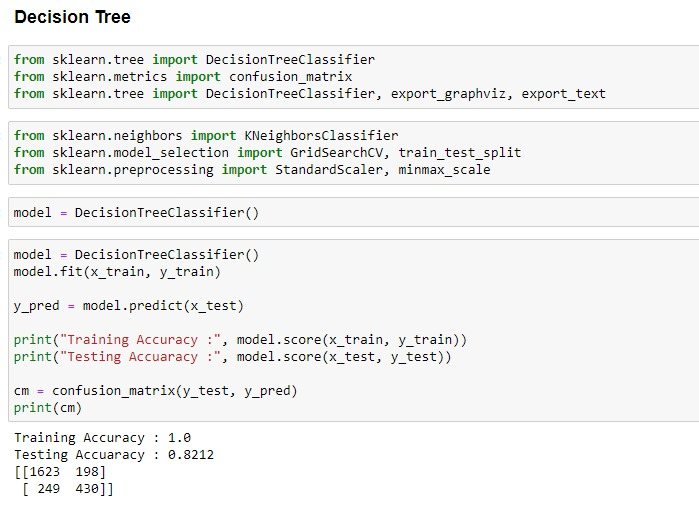 Decision Tree
from sklearn.tree import DecisionTreeClassifier
from sklearn.metrics import confusion_matrix
from sklearn.tree import DecisionTreeClassifier, export_graphviz, export_text
from sklearn.neighbors import KNeighborsClassifier
from sklearn.model_selection import GridSearchCV, train_test_split
from sklearn.preprocessing import StandardScaler, minmax_scale
model = DecisionTreeClassifier()
model = DecisionTreeClassifier()
model.fit(x_train, y_train)
y_pred = model.predict(x_test)
print("Training Accuracy :", model.score(x_train, y_train))
print("Testing Accuaracy :", model.score(x_test, y_test))
cm = confusion_matrix(y_test, y_pred)
print(cm)
Training Accuracy : 1.0
Testing Accuaracy : 0.8212
[[1623  198]
 [ 249  430]]